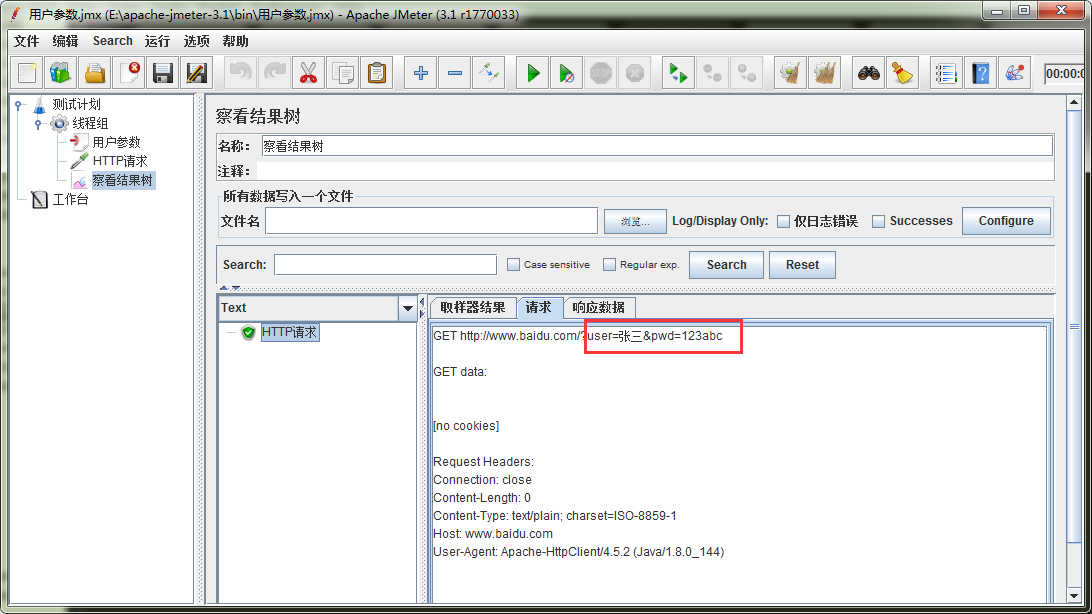 用户参数.jmx (E:\apache-jmeter-3.1\bin\用户参数.jmx) - Apache JMeter (3.1 r1770033)
文件 编辑 Search 运行 选项 帮助
STOP
00:00:0
测试计划
线程组
用户参数
HTTP请求
察看结果树
工作台
察看结果树
名称： 察看结果树
注释：
所有数据写入一个文件
文件名 浏览... Log/Display Only: 仅日志错误 Successes Configure
Search: Case sensitive Regular exp. Search Reset
Text
HTTP请求
取样器结果 请求 响应数据
GET http://www.baidu.com/?user=张三&pwd=123abc
GET data:
[no cookies]
Request Headers:
Connection: close
Content-Length: 0
Content-Type: text/plain; charset=ISO-8859-1
Host: www.baidu.com
User-Agent: Apache-HttpClient/4.5.2 (Java/1.8.0_144)